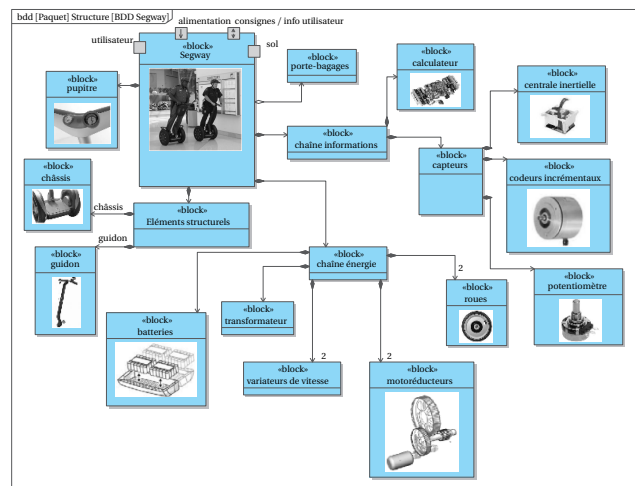 bdd [Paquet] Structure [BDD Segway]
alimentation consignes / info utilisateur
utilisateur
sol
«block»
Segway
«block»
pupître
«block»
porte-bagages
«block»
calculateur
«block»
centrale inertielle
«block»
chaîne informations
«block»
capteurs
«block»
codeurs incrémentaux
«block»
châssis
châssis
«block»
Eléments structurels
guidon
«block»
guidon
«block»
chaîne énergie
2
«block»
potentiomètre
«block»
roues
«block»
batteries
«block»
transformateur
2
2
«block»
variateurs de vitesse
«block»
motoréducteurs